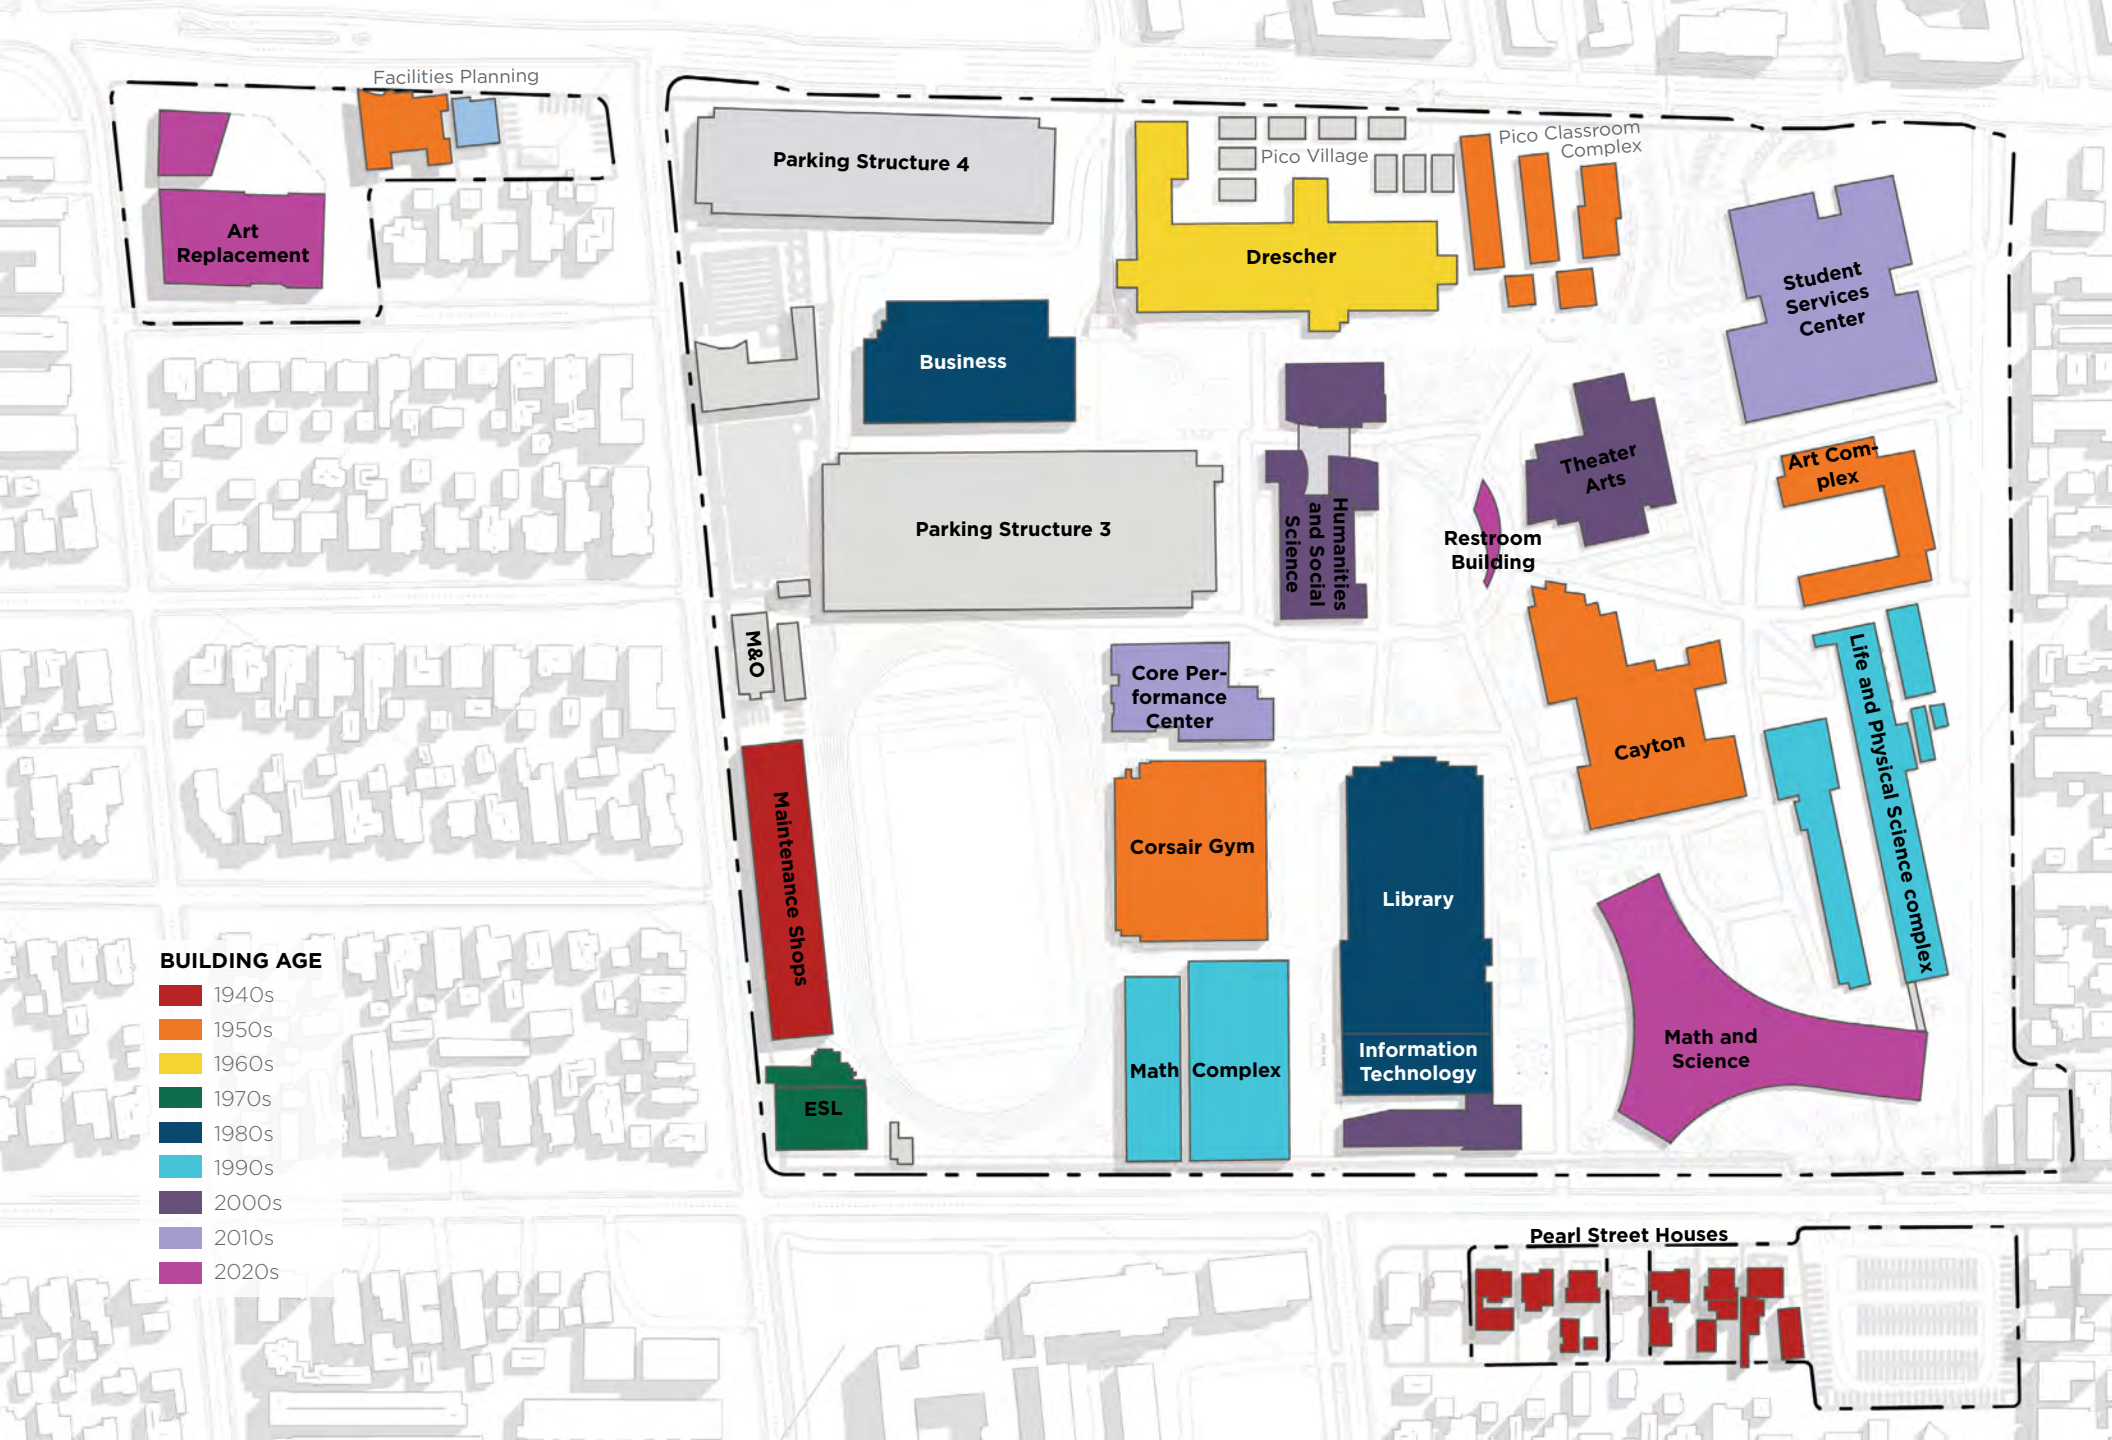 Facilities Planning
Art
Replacement
Parking Structure 4
Pico Village
Pico Classroom
Complex
Drescher
Student
Services
Center
Business
Theater
Arts
Art Com-
plex
Parking Structure 3
Humanities
and Social
Science
Restroom
Building
M&O
Core Per-
formance
Center
Life and Physical Science complex
Cayton
Maintenance Shops
Corsair Gym
Library
Math and
Science
Information
Technology
Math
Complex
ESL
BUILDING AGE
1940s
1950s
1960s
1970s
1980s
1990s
2000s
2010s
2020s
Pearl Street Houses